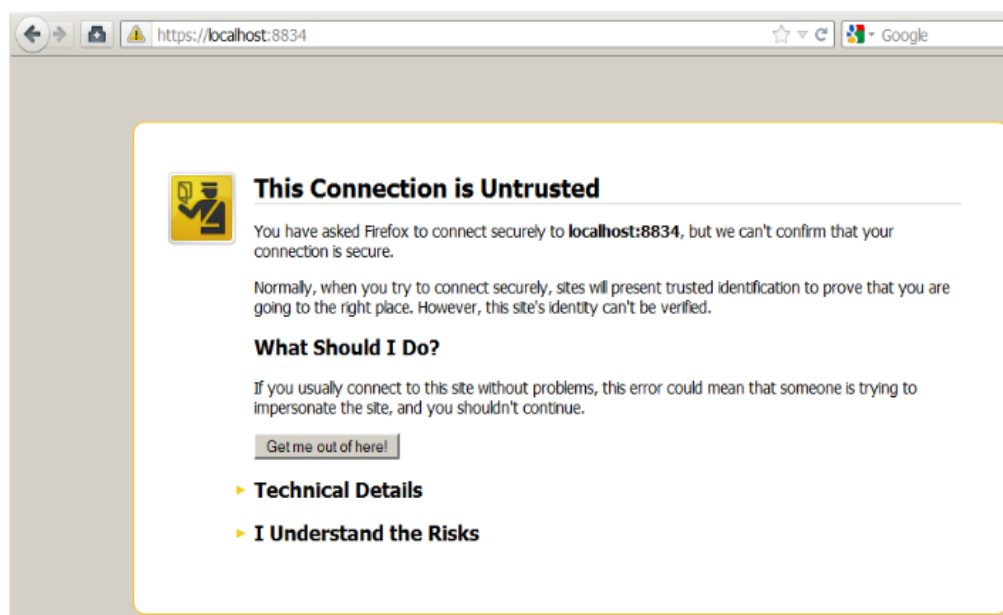 https://localhost:8834
Google
This Connection is Untrusted
You have asked Firefox to connect securely to localhost:8834, but we can't confirm that your
connection is secure.
Normally, when you try to connect securely, sites will present trusted identification to prove that you are
going to the right place. However, this site's identity can't be verified.
What Should I Do?
If you usually connect to this site without problems, this error could mean that someone is trying to
impersonate the site, and you shouldn't continue.
Get me out of here!
Technical Details
I Understand the Risks